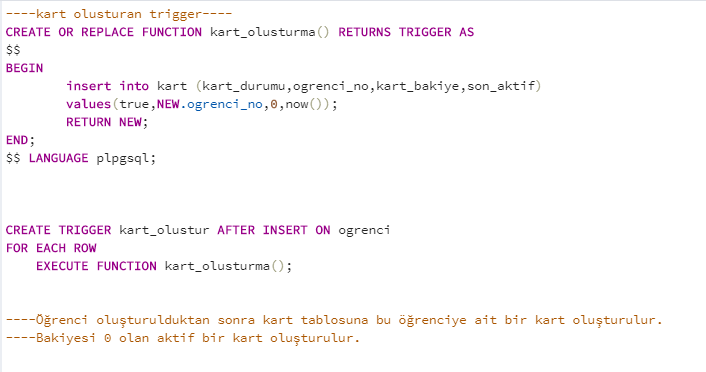 ----kart olusturan trigger----
CREATE OR REPLACE FUNCTION kart_olusturma() RETURNS TRIGGER AS
$$
BEGIN
insert into kart (kart_durumu,ogrenci_no,kart_bakiye,son_aktif)
values(true,NEW.ogrenci_no,0,now());
RETURN NEW;
END;
$$ LANGUAGE plpgsql;
CREATE TRIGGER kart_olustur AFTER INSERT ON ogrenci
FOR EACH ROW
EXECUTE FUNCTION kart_olusturma();
----Öğrenci oluşturulduktan sonra kart tablosuna bu öğrenciye ait bir kart oluşturulur.
----Bakiyesi 0 olan aktif bir kart oluşturulur.